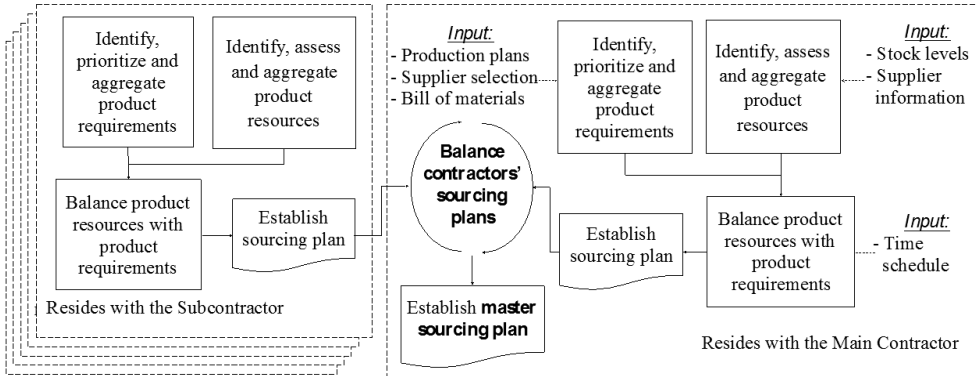 Identify,
prioritize and
aggregate
product
requirements
Identify, assess
and aggregate
product
resources
Balance product
resources with
product
requirements
Establish
sourcing plan
Resides with the Subcontractor
Input:
- Production plans
- Supplier selection
- Bill of materials
Identify,
prioritize and
aggregate
product
requirements
Identify, assess
and aggregate
product
resources
Input:
- Stock levels
- Supplier
information
Balance
contractors’
sourcing
plans
Establish
sourcing plan
Balance product
resources with
product
requirements
Input:
- Time
schedule
Establish master
sourcing plan
Resides with the Main Contractor